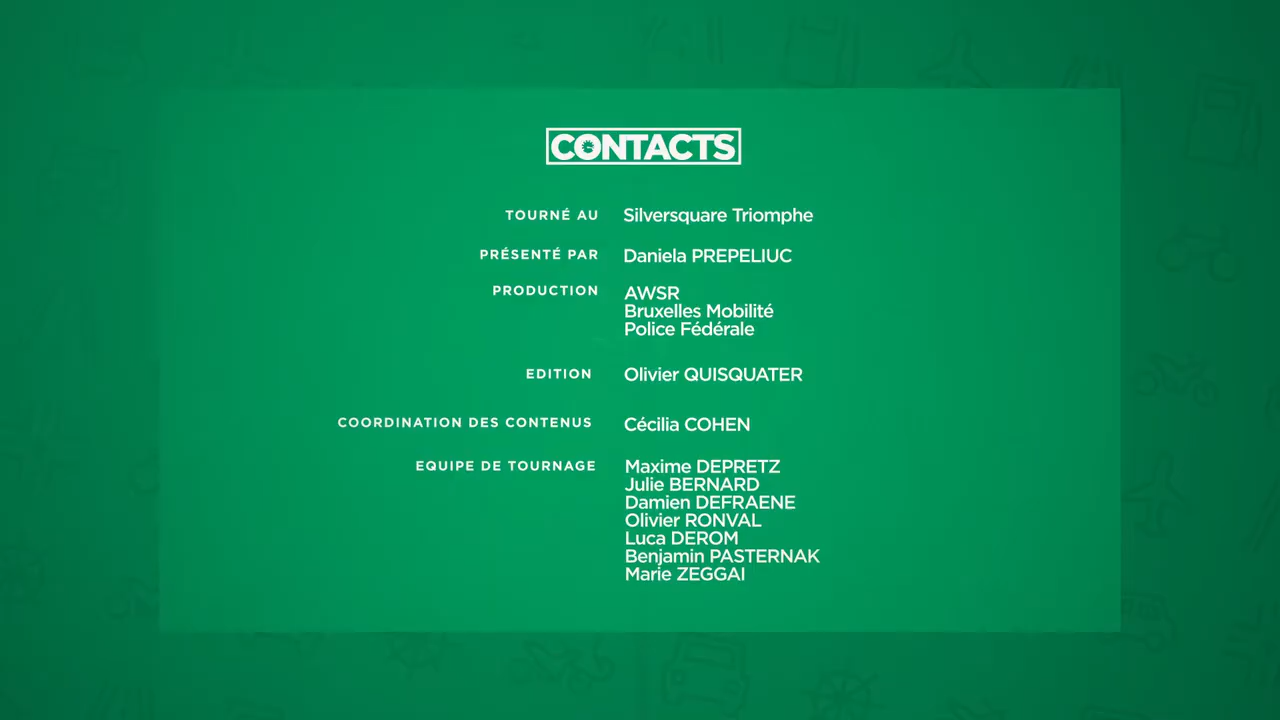 CONTACTS
TOURNÉ AU Silversquare Triomphe
PRÉSENTÉ PAR Daniela PREPELIUC
PRODUCTION AWSR
Bruxelles Mobilité
Police Fédérale
EDITION Olivier QUISQUATER
COORDINATION DES CONTENUS Cécilia COHEN
EQUIPE DE TOURNAGE Maxime DEPRETZ
Julie BERNARD
Damien DEFRAENE
Olivier RONVAL
Luca DEROM
Benjamin PASTERNAK
Marie ZEGGAI